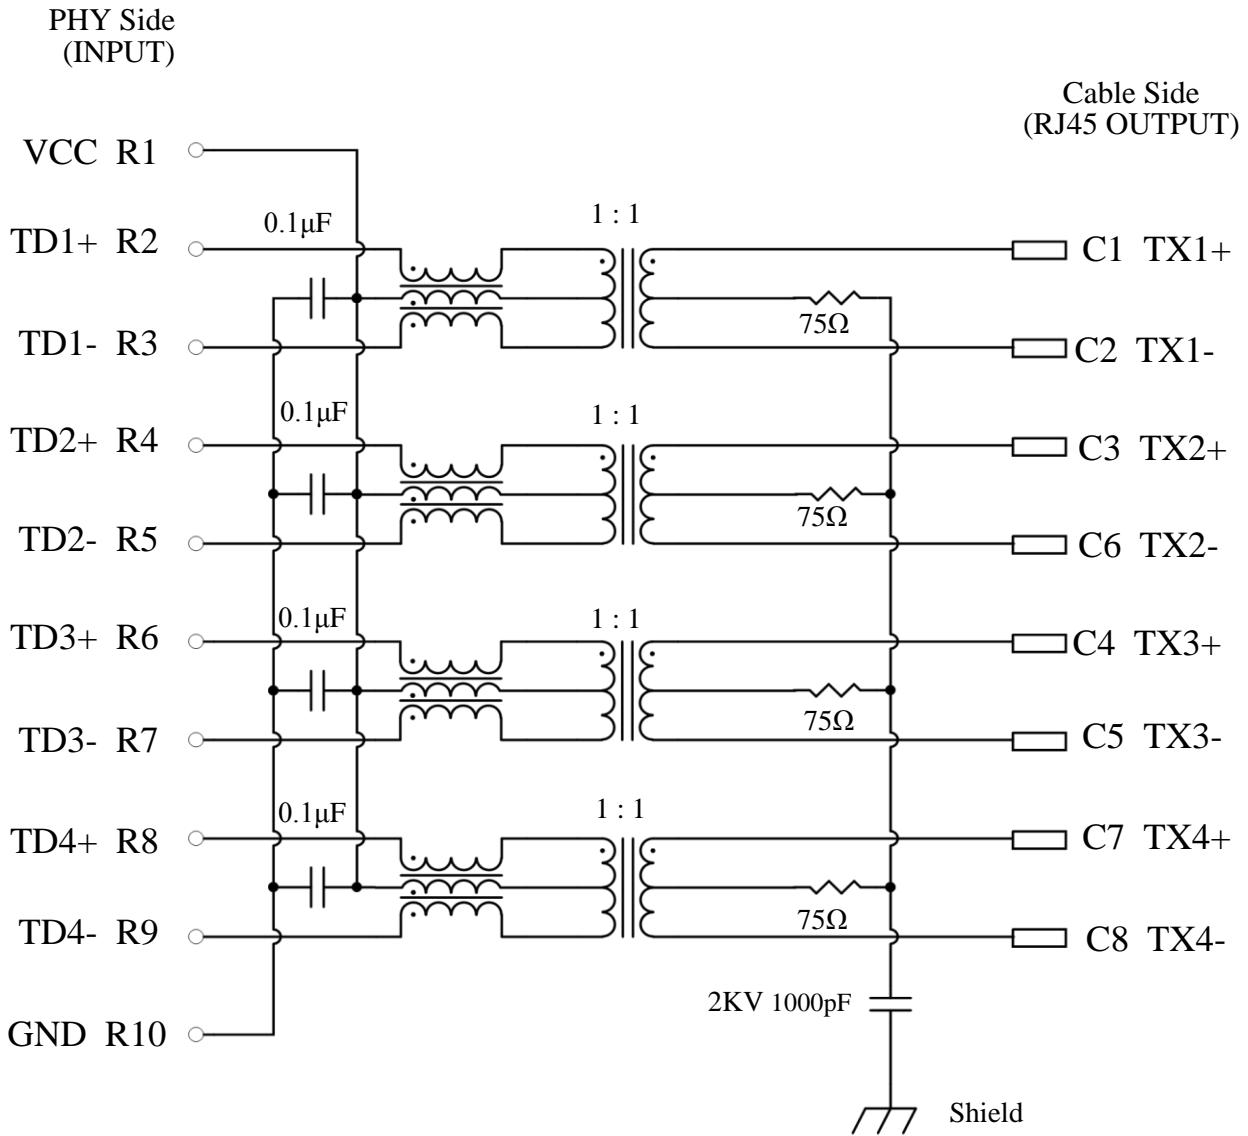 PHY Side
(INPUT)
Cable Side
(RJ45 OUTPUT)
VCC R1
0.1μF
1 : 1
TD1+ R2
C1 TX1+
75Ω
TD1- R3
C2 TX1-
0.1μF
1 : 1
TD2+ R4
C3 TX2+
75Ω
TD2- R5
C6 TX2-
0.1μF
1 : 1
TD3+ R6
C4 TX3+
75Ω
TD3- R7
C5 TX3-
0.1μF
1 : 1
TD4+ R8
C7 TX4+
75Ω
TD4- R9
C8 TX4-
2KV 1000pF
GND R10
Shield